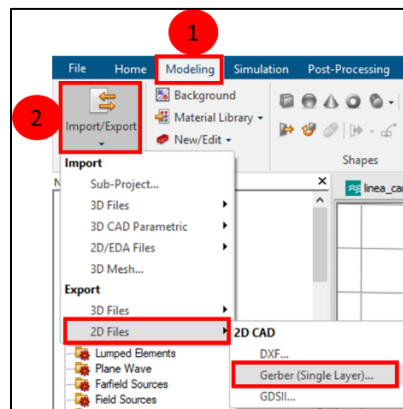 1
File Home Modeling Simulation Post-Processing
2
Import/Export
Background
Material Library
New/Edit
Shapes
Import
Sub-Project...
3D Files
3D CAD Parametric
2D/EDA Files
3D Mesh...
Export
3D Files
2D Files
2D CAD
DXF...
Gerber (Single Layer)...
GDSII...
Lumped Elements
Plane Wave
Farfield Sources
Field Sources
N
linea_ca